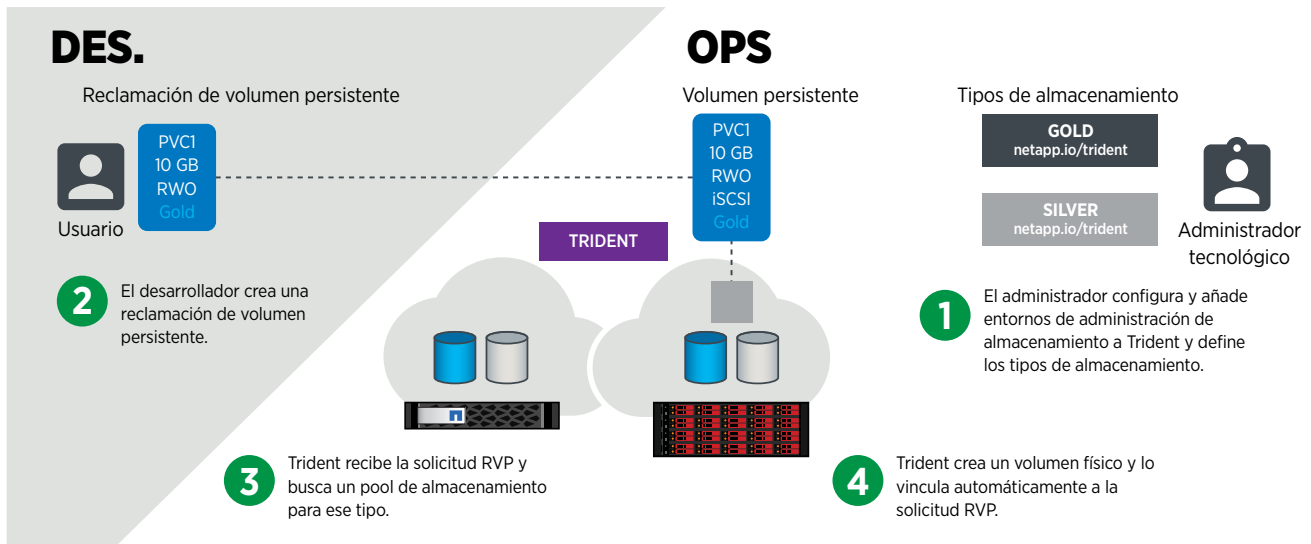 DES.
Reclamación de volumen persistente
PVC1
10 GB
RWO
Gold
Usuario
2
El desarrollador crea una
reclamación de volumen
persistente.
OPS
Volumen persistente
PVC1
10 GB
RWO
iSCSI
Gold
TRIDENT
Tipos de almacenamiento
GOLD
netapp.io/trident
SILVER
netapp.io/trident
Administrador
tecnológico
1
El administrador configura y añade
entornos de administración de
almacenamiento a Trident y define
los tipos de almacenamiento.
3
Trident recibe la solicitud RVP y
busca un pool de almacenamiento
para ese tipo.
4
Trident crea un volumen físico y lo
vincula automáticamente a la
solicitud RVP.